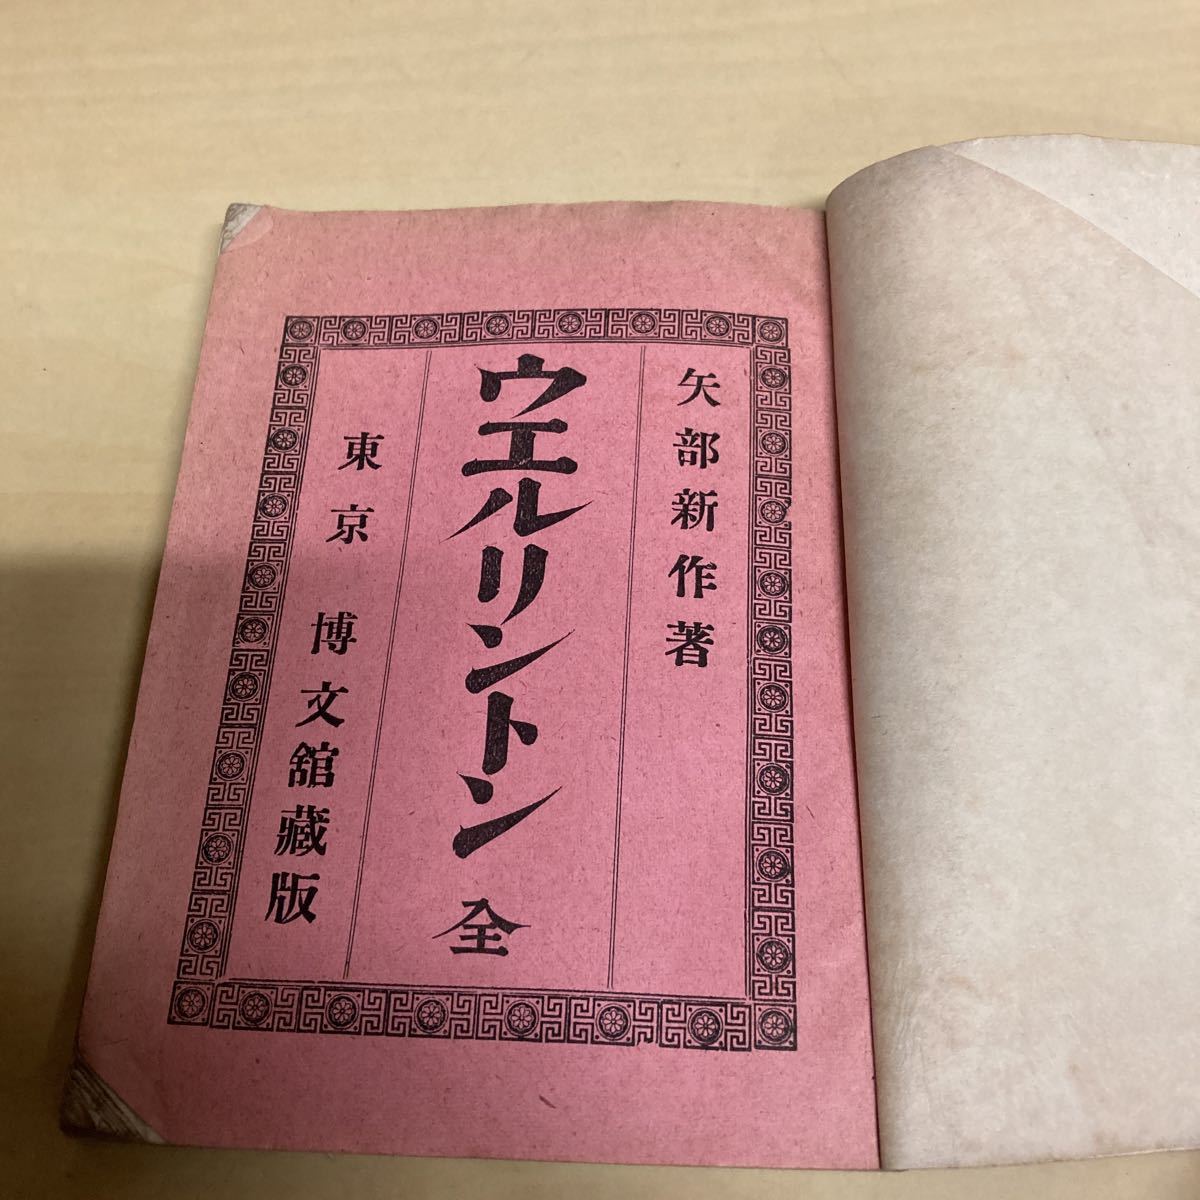 矢部新作著
ウエルリントン 全
東京 博文舘藏版